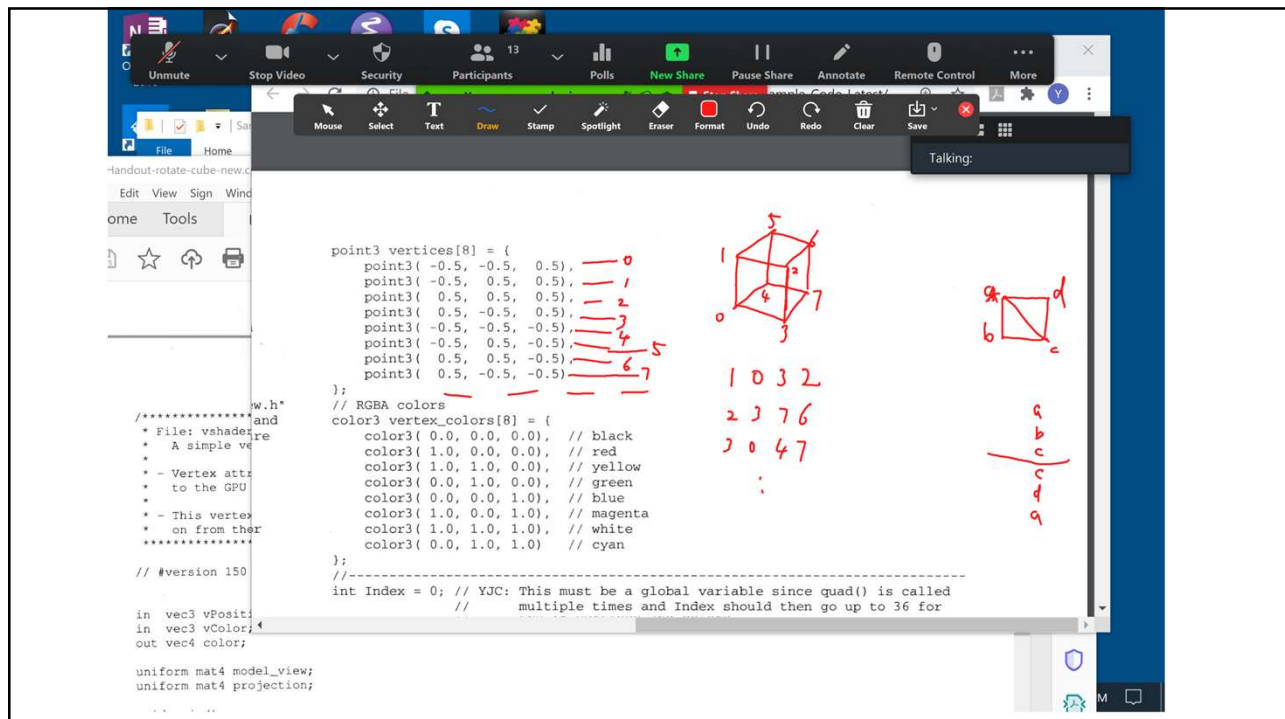 N
13
Unmute Stop Video Security Participants Polls New Share Pause Share Annotate Remote Control More
Mouse Select Text Draw Stamp Spotlight Eraser Format Undo Redo Clear Save
Y
File Home
Talking:
Handout-rotate-cube-new.c
Edit View Sign Wind
ome Tools
point3 vertices[8] = {
point3( -0.5, -0.5, 0.5), 0
point3( -0.5, 0.5, 0.5), 1
point3( 0.5, 0.5, 0.5), 2
point3( 0.5, -0.5, 0.5), 3
point3( -0.5, -0.5, -0.5), 4
point3( -0.5, 0.5, -0.5), 5
point3( 0.5, 0.5, -0.5), 6
point3( 0.5, -0.5, -0.5) 7
};
// RGBA colors
color3 vertex_colors[8] = {
color3( 0.0, 0.0, 0.0), // black
color3( 1.0, 0.0, 0.0), // red
color3( 1.0, 1.0, 0.0), // yellow
color3( 0.0, 1.0, 0.0), // green
color3( 0.0, 0.0, 1.0), // blue
color3( 1.0, 0.0, 1.0), // magenta
color3( 1.0, 1.0, 1.0), // white
color3( 0.0, 1.0, 1.0) // cyan
};
//----------------------------------------------------------------------
int Index = 0; // YJC: This must be a global variable since quad() is called
// multiple times and Index should then go up to 36 for
5
1 6
2
4 7
0
3
1 0 3 2
2 3 7 6
3 0 4 7
:
a d
b
c
a
b
c
c
d
a
ew.h"
and
re
/***************
* File: vshader
* A simple ve
*
* - Vertex attr
* to the GPU
*
* - This vertex
* on from ther
****************
// #version 150
in vec3 vPositi
in vec3 vColor;
out vec4 color;
uniform mat4 model_view;
uniform mat4 projection;
M